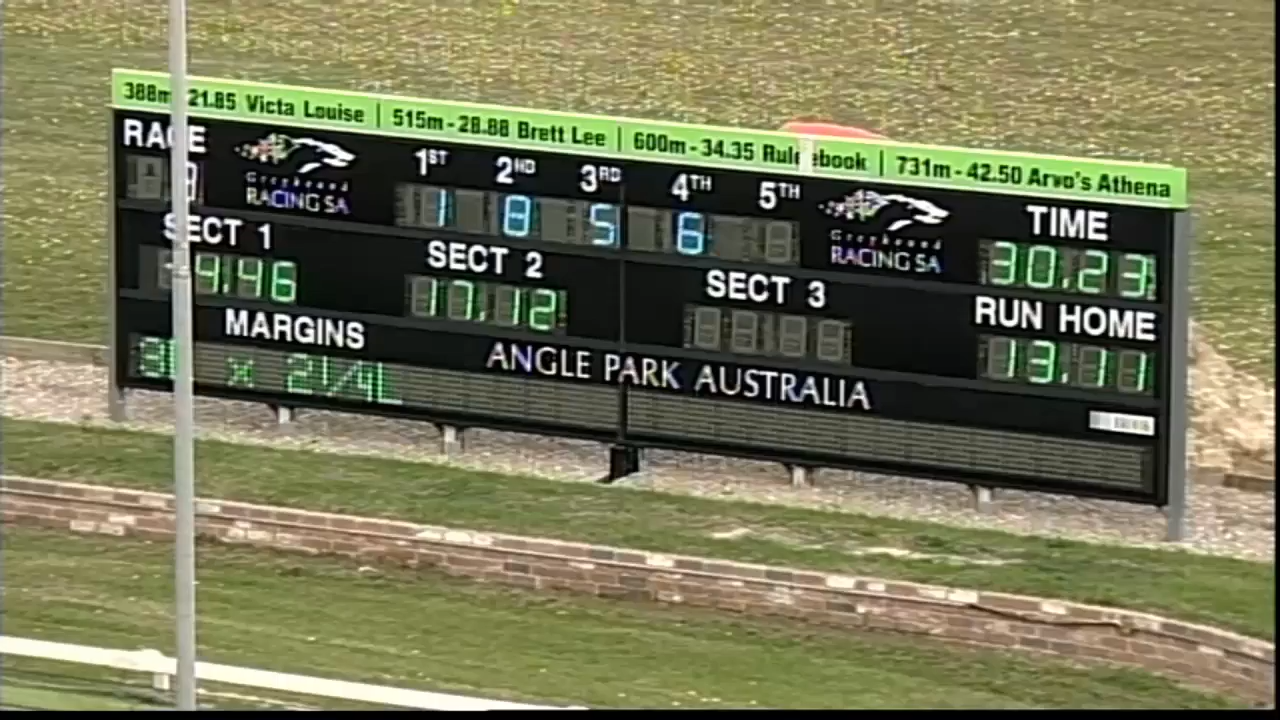 388m 21.85 Victa Louise | 515m - 28.88 Brett Lee | 600m - 34.35 Rulebook | 731m - 42.50 Arvo's Athena
RACE Greyhound RACING SA 1ST 2ND 3RD 4TH 5TH Greyhound RACING SA TIME
1 8 5 6 30.23
SECT 1 SECT 2 SECT 3 RUN HOME
4.46 17.12 13.11
MARGINS ANGLE PARK AUSTRALIA
x 2 1/4L